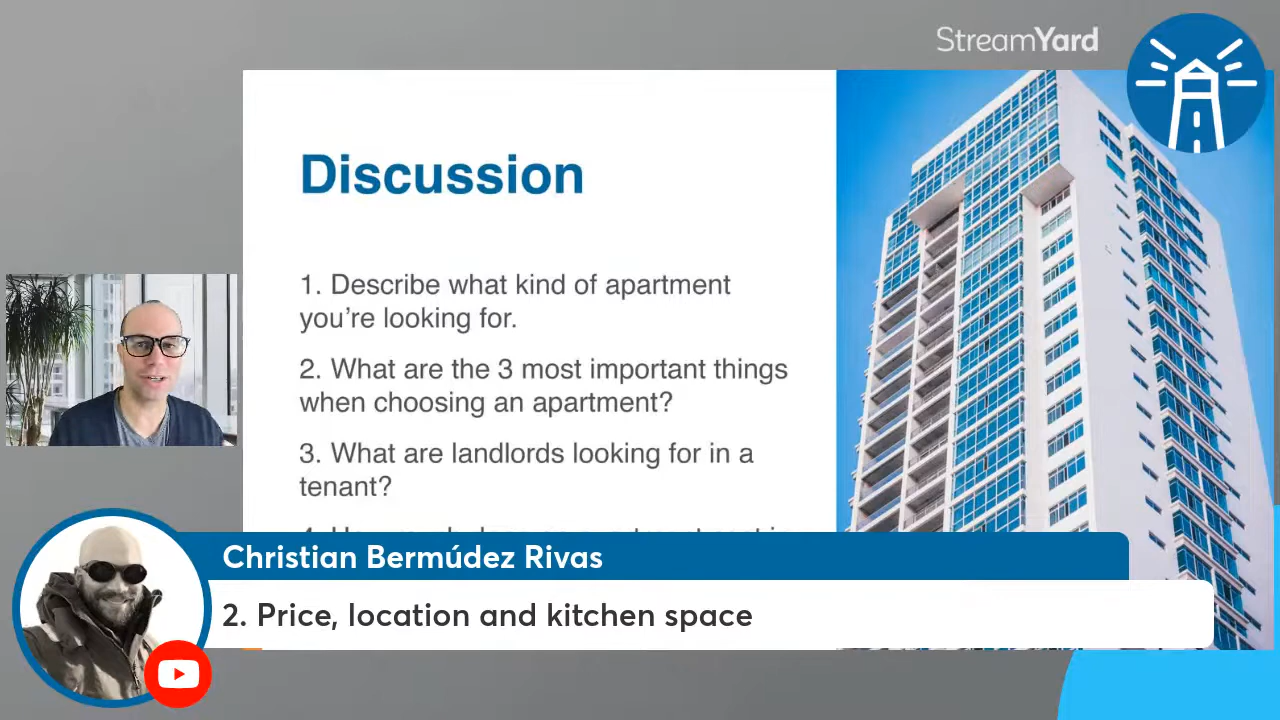 StreamYard
Discussion
1. Describe what kind of apartment
you're looking for.
2. What are the 3 most important things
when choosing an apartment?
3. What are landlords looking for in a
tenant?
Christian Bermúdez Rivas
2. Price, location and kitchen space